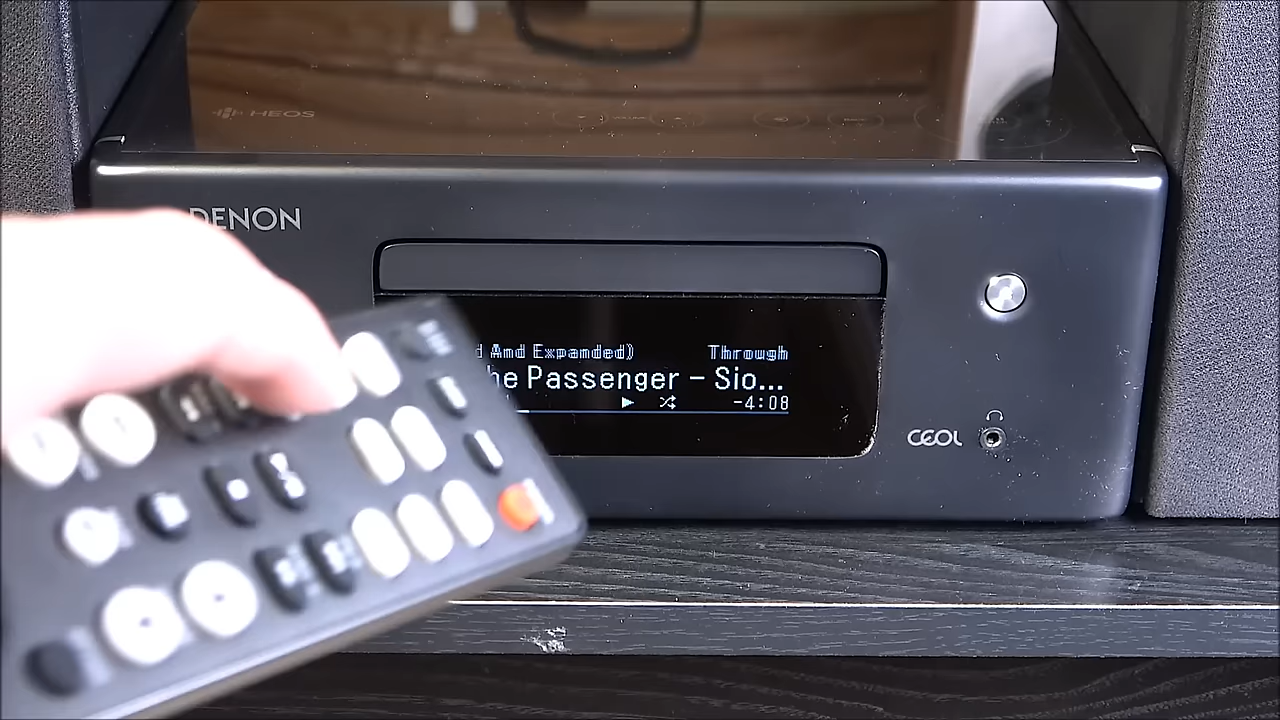 HEOS
DENON
d And Expanded) Through
he Passenger – Sio...
-4:08
CEOL